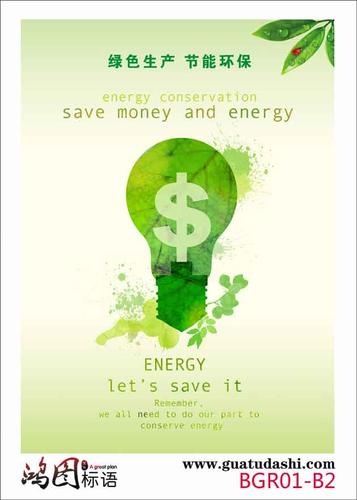 绿色生产 节能环保
energy conservation
save money and energy
$
ENERGY
let's save it
Remember,
we all need to do our part to
conserve energy
鸿图标语
A great plan
www.guatudashi.com
BGR01-B2